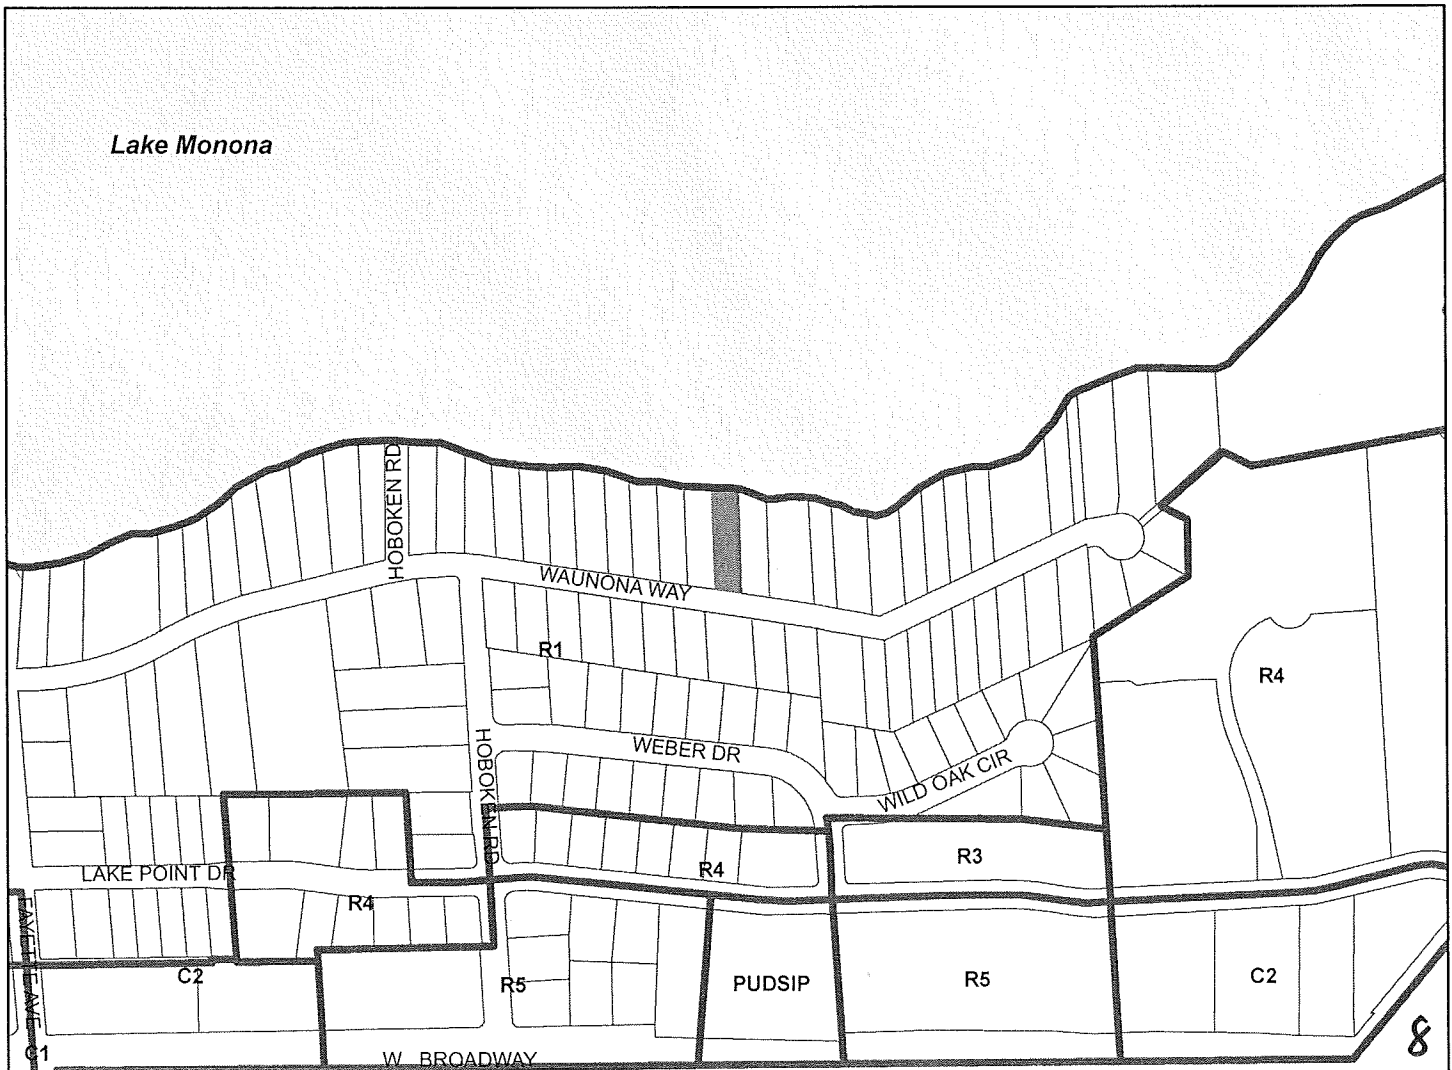 Lake Monona
HOBOKEN RD
WAUNONA WAY
R1
R4
HOBOKEN RD
WEBER DR
WILD OAK CIR
LAKE POINT DR
R4
R3
R4
FAYETTE AVE
C2
R5
PUDSIP
R5
C2
C1
W BROADWAY
8